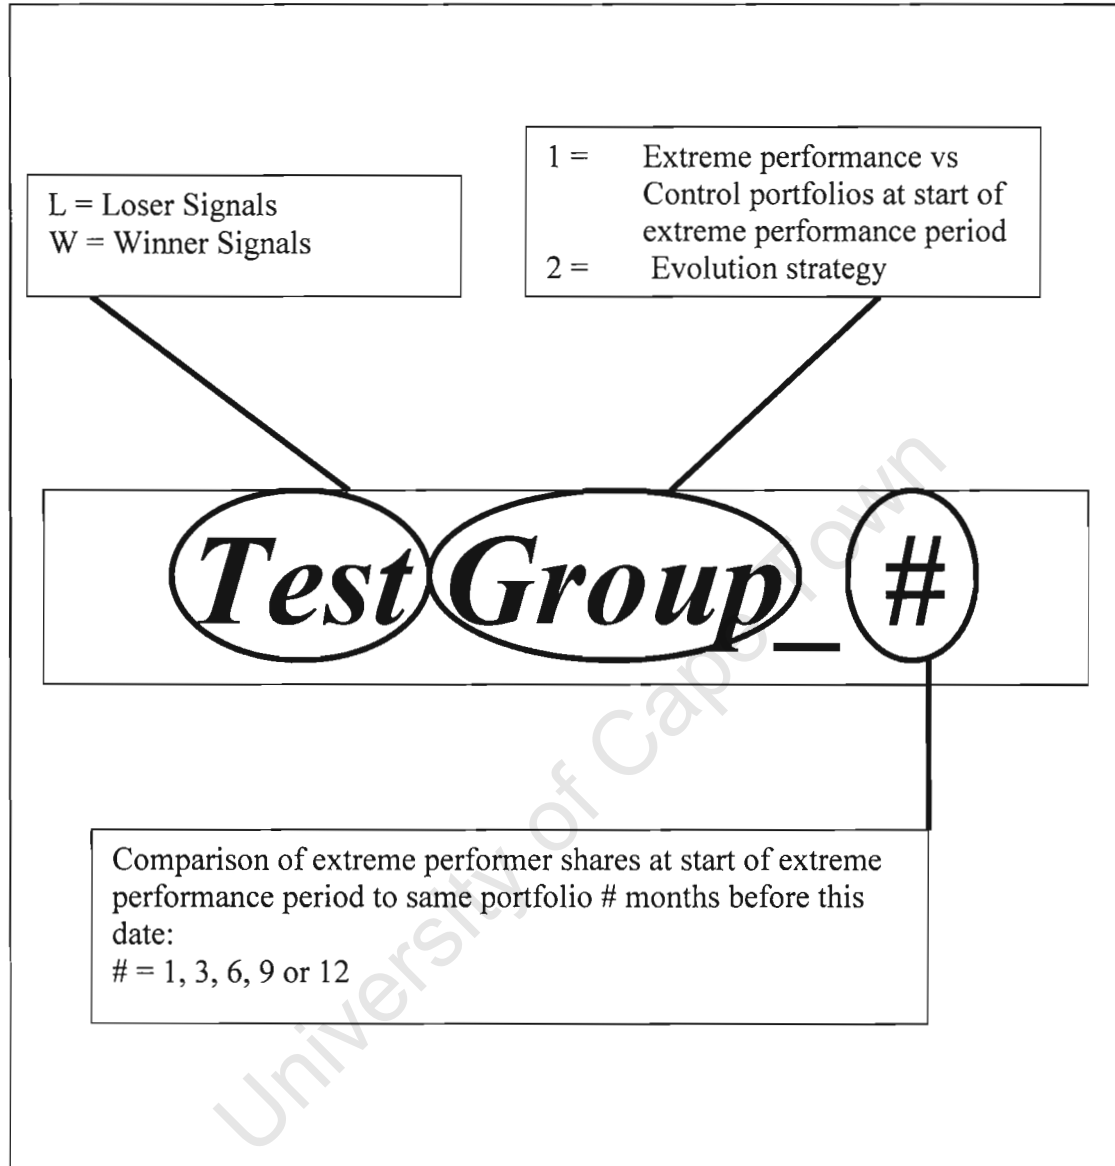 L = Loser Signals
W = Winner Signals
1 = Extreme performance vs
Control portfolios at start of
extreme performance period
2 = Evolution strategy
Test Group_ #
Comparison of extreme performer shares at start of extreme
performance period to same portfolio # months before this
date:
# = 1, 3, 6, 9 or 12
University of Cape Town